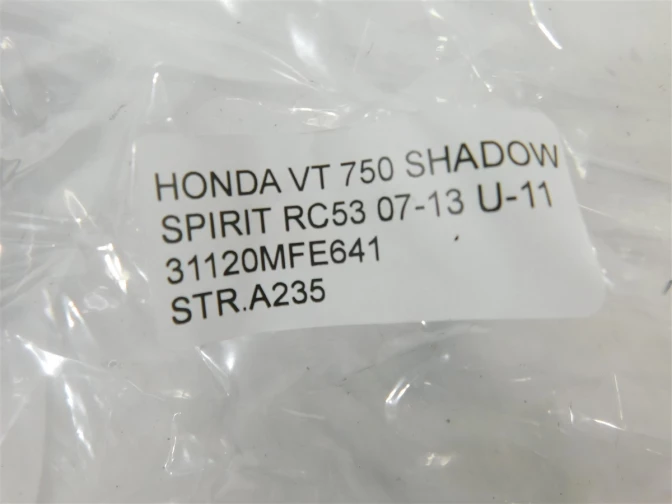 HONDA VT 750 SHADOW
SPIRIT RC53 07-13 U-11
31120MFE641
STR.A235